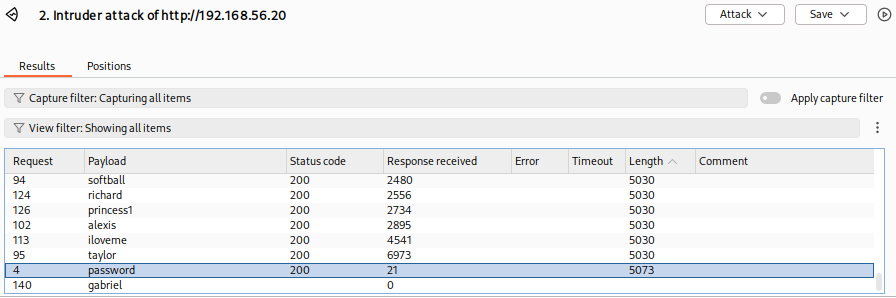 2. Intruder attack of http://192.168.56.20 Attack Save
Results Positions
Capture filter: Capturing all items Apply capture filter
View filter: Showing all items
Request Payload Status code Response received Error Timeout Length Comment
94 softball 200 2480 5030
124 richard 200 2556 5030
126 princess1 200 2734 5030
102 alexis 200 2895 5030
113 iloveme 200 4541 5030
95 taylor 200 6973 5030
4 password 200 21 5073
140 gabriel 0